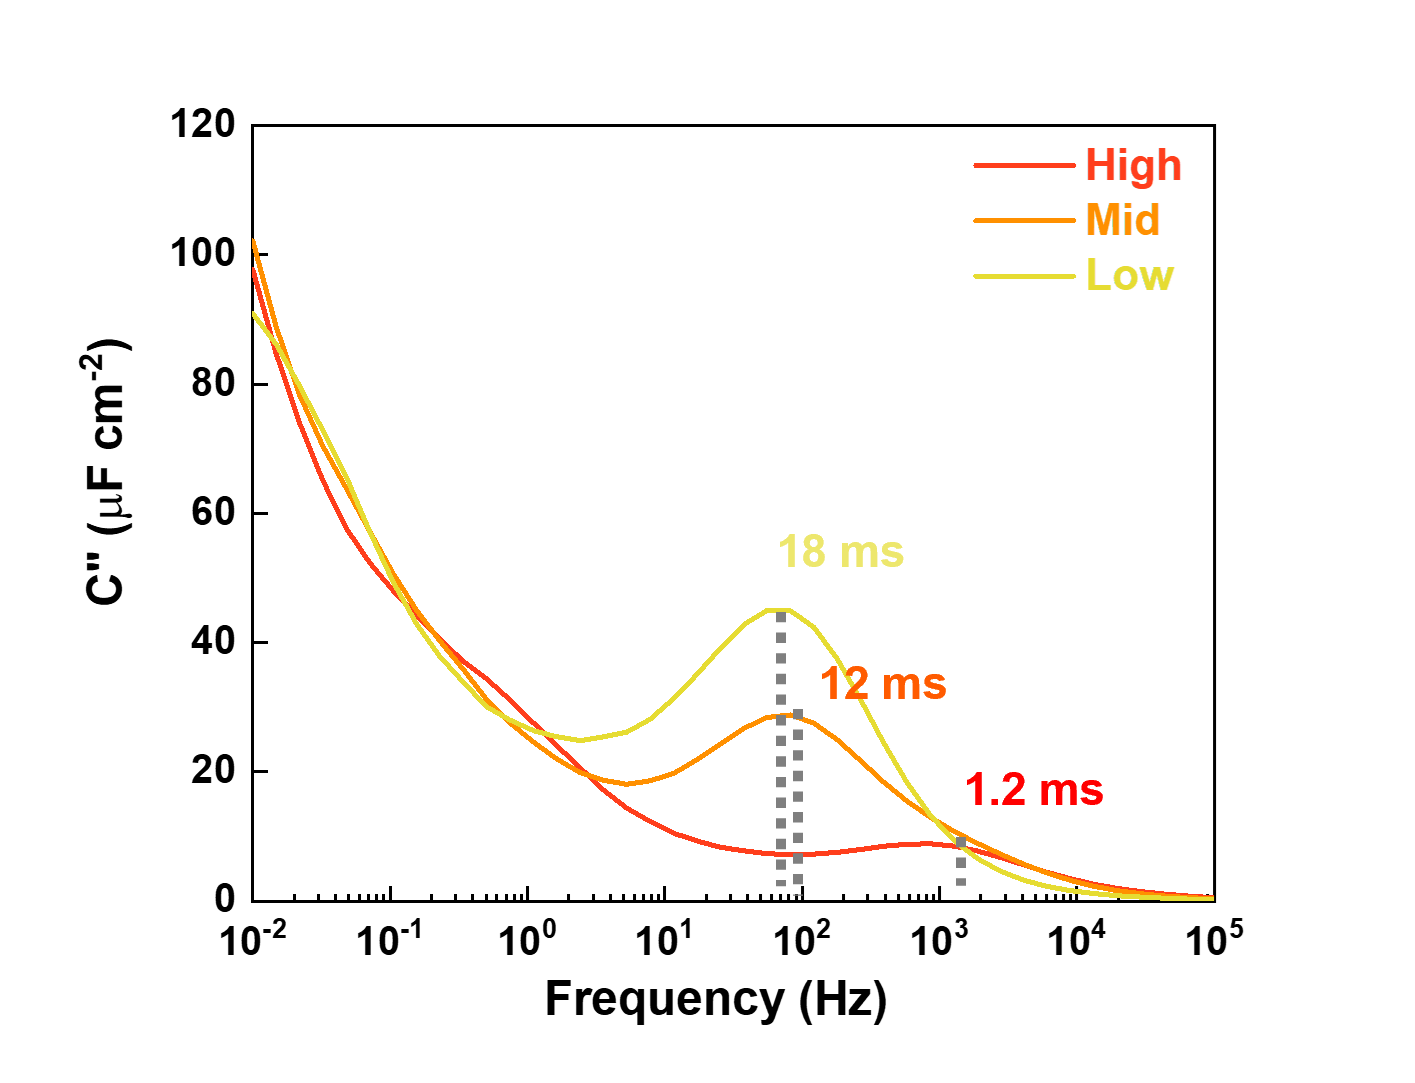 120
100
80
60
40
20
0
C'' (μF cm⁻²)
High
Mid
Low
18 ms
12 ms
1.2 ms
10⁻² 10⁻¹ 10⁰ 10¹ 10² 10³ 10⁴ 10⁵
Frequency (Hz)